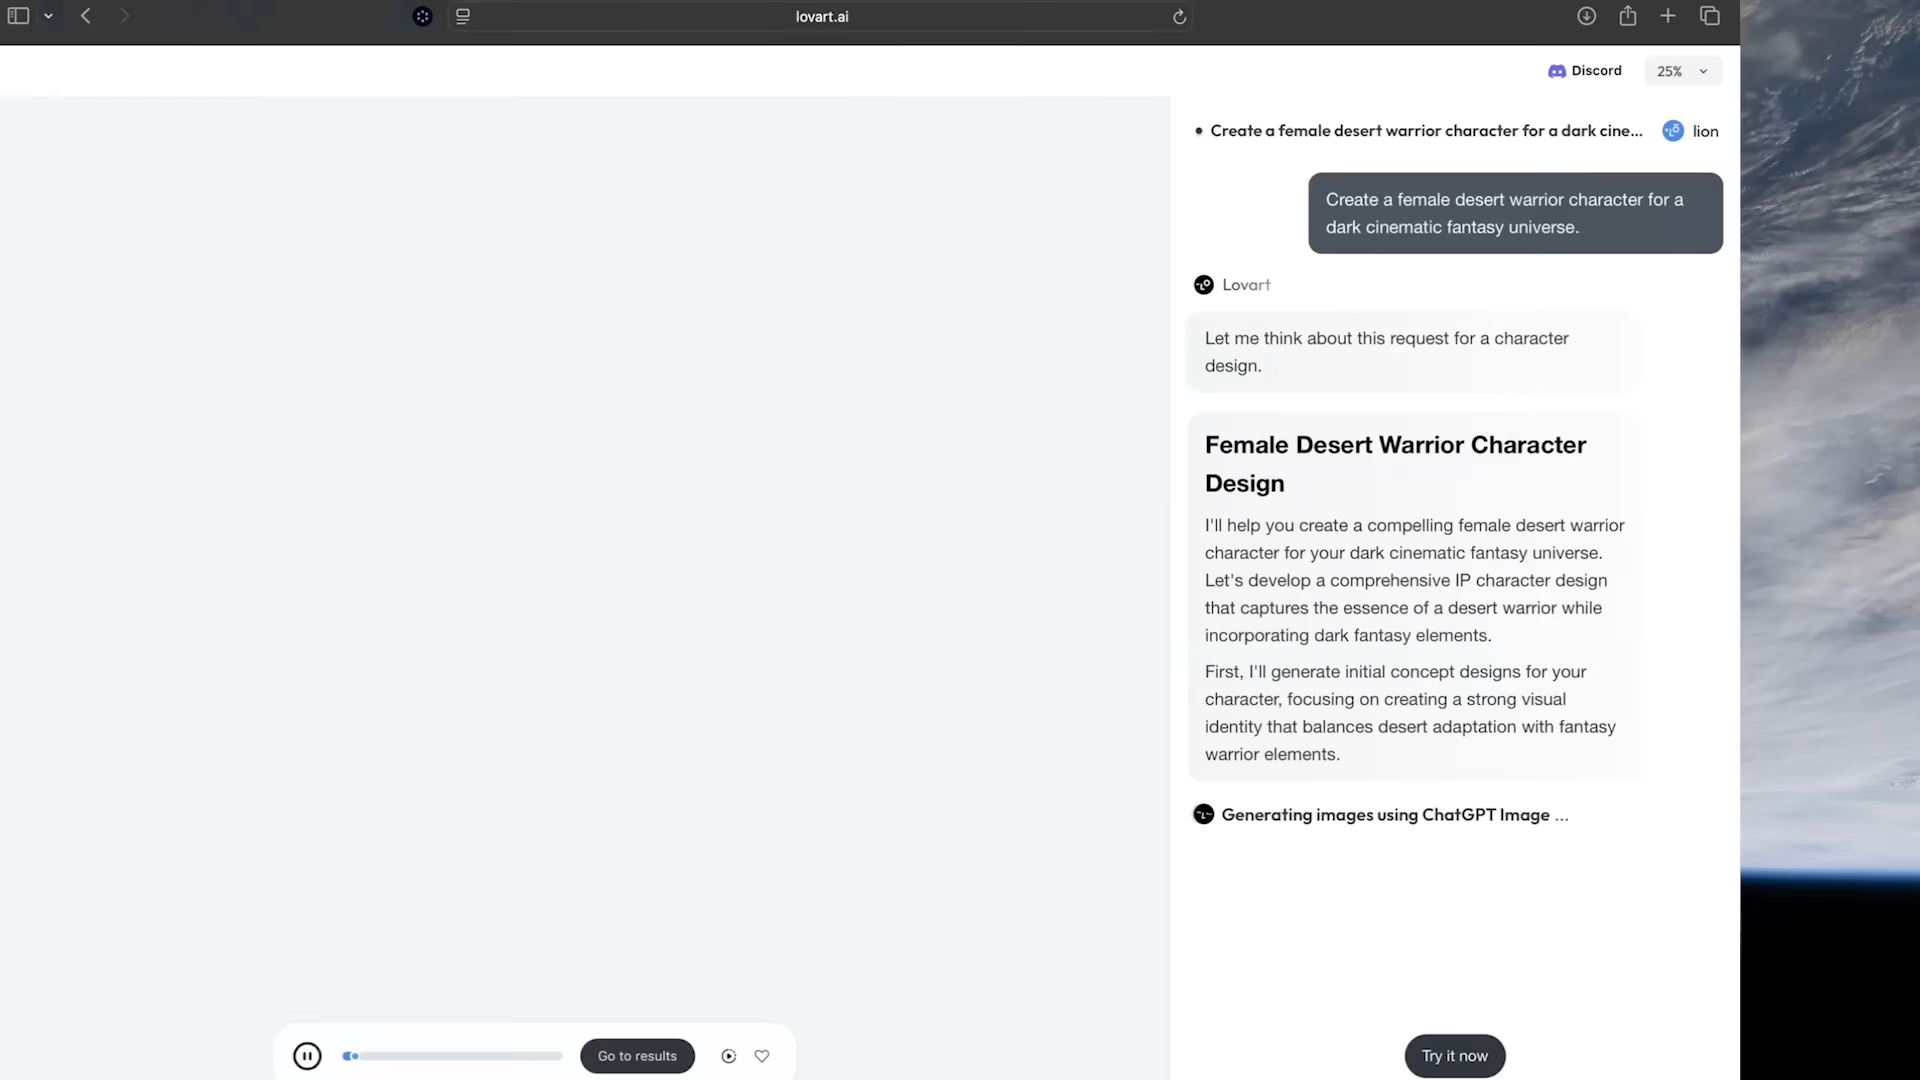 lovart.ai
Discord
25%
Create a female desert warrior character for a dark cine...
lion
Create a female desert warrior character for a
dark cinematic fantasy universe.
Lovart
Let me think about this request for a character
design.
Female Desert Warrior Character
Design
I'll help you create a compelling female desert warrior
character for your dark cinematic fantasy universe.
Let's develop a comprehensive IP character design
that captures the essence of a desert warrior while
incorporating dark fantasy elements.
First, I'll generate initial concept designs for your
character, focusing on creating a strong visual
identity that balances desert adaptation with fantasy
warrior elements.
Generating images using ChatGPT Image ...
Go to results
Try it now